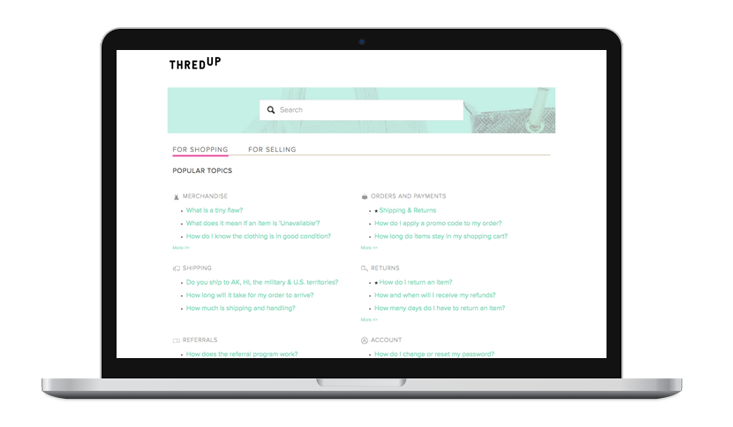 THREDUP
Search
FOR SHOPPING FOR SELLING
POPULAR TOPICS
MERCHANDISE
• What is a tiny flaw?
• What does it mean if an item is 'Unavailable'?
• How do I know the clothing is in good condition?
More >>
ORDERS AND PAYMENTS
• ★ Shipping & Returns
• How do I apply a promo code to my order?
• How long do items stay in my shopping cart?
More >>
SHIPPING
• Do you ship to AK, HI, the military & U.S. territories?
• How long will it take for my order to arrive?
• How much is shipping and handling?
RETURNS
• ★ How do I return an item?
• How and when will I receive my refunds?
• How many days do I have to return an item?
More >>
REFERRALS
• How does the referral program work?
ACCOUNT
• How do I change or reset my password?